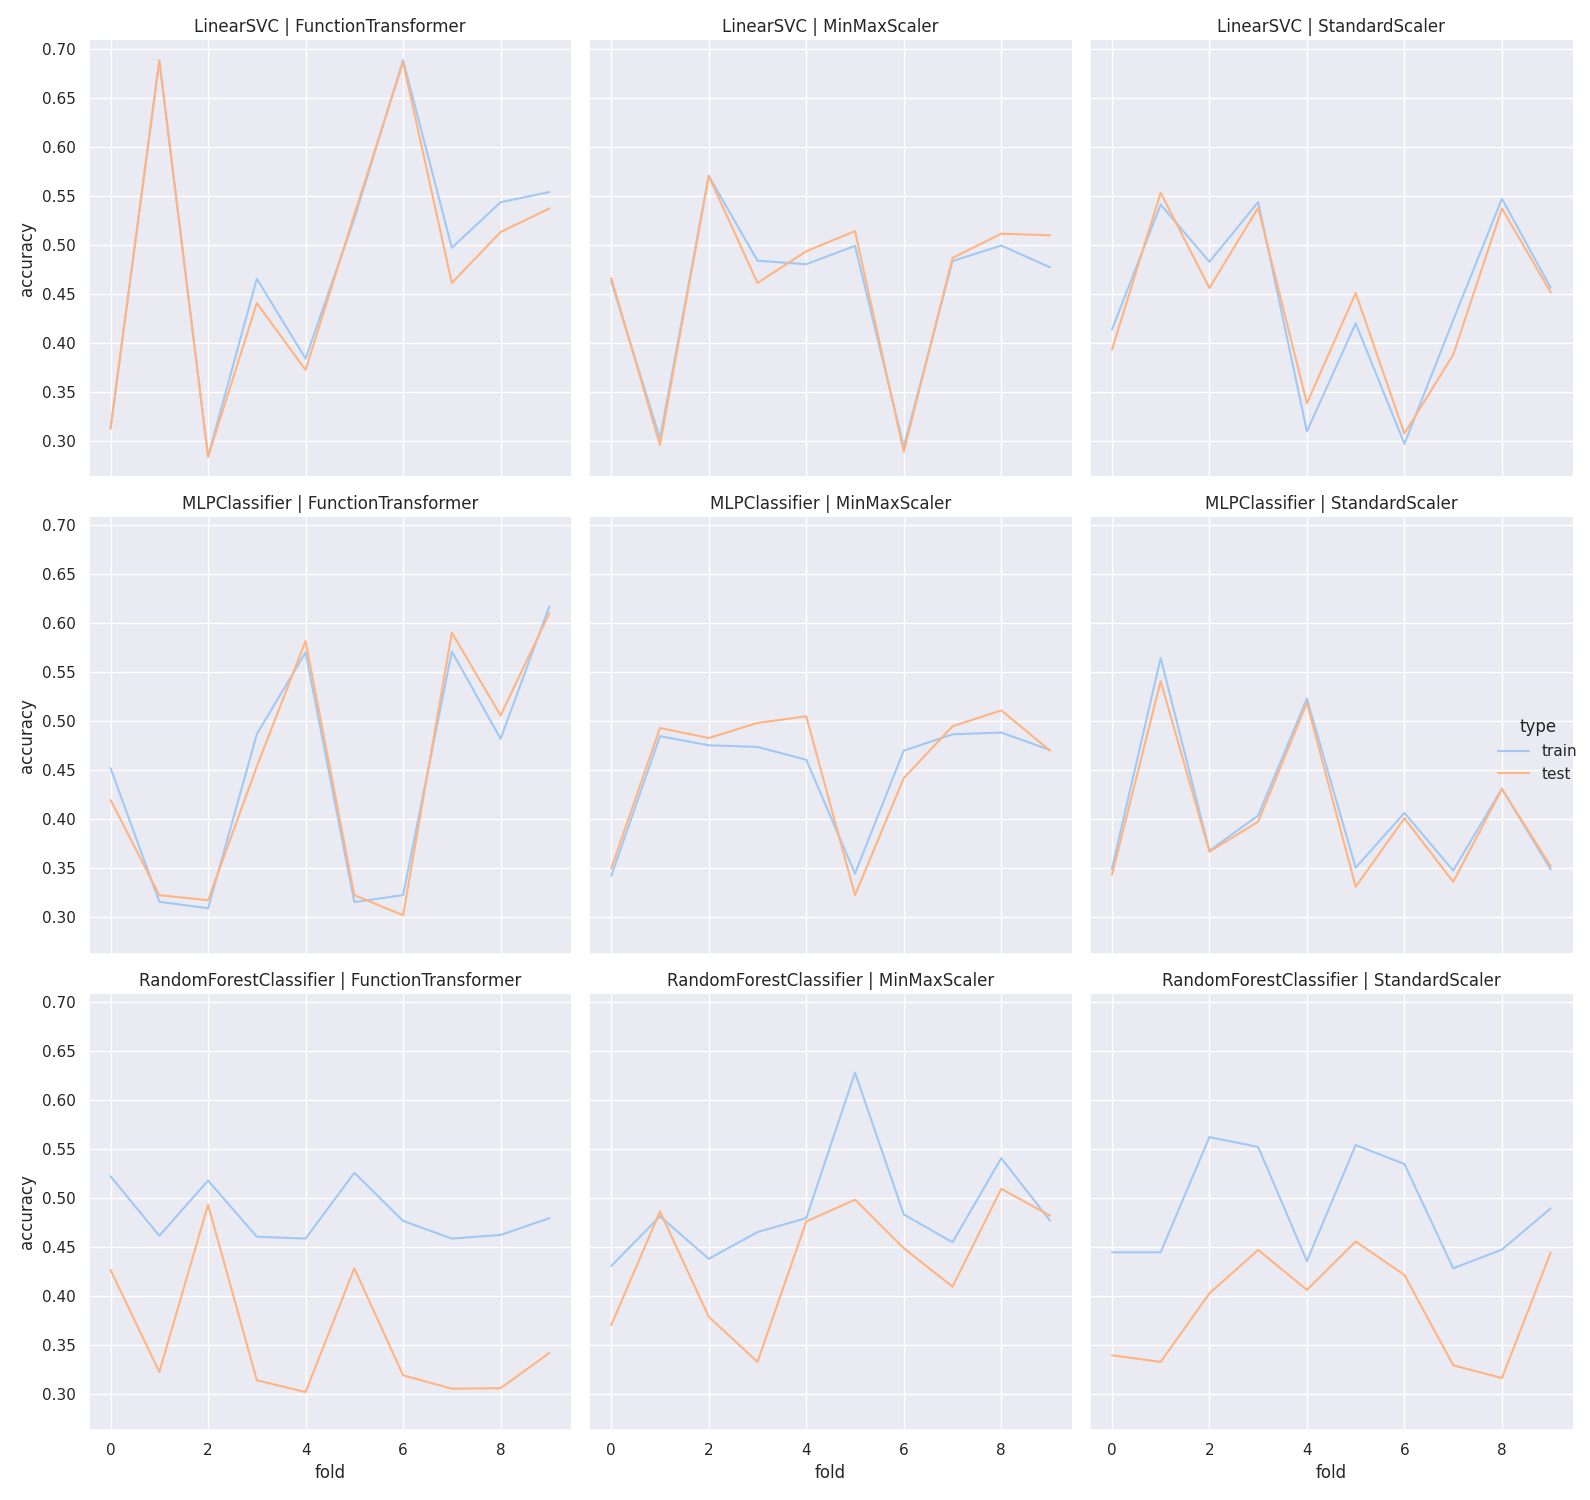 LinearSVC | FunctionTransformer
LinearSVC | MinMaxScaler
LinearSVC | StandardScaler
0.70
0.65
0.60
0.55
0.50
0.45
0.40
0.35
0.30
accuracy
MLPClassifier | FunctionTransformer
MLPClassifier | MinMaxScaler
MLPClassifier | StandardScaler
0.70
0.65
0.60
0.55
0.50
0.45
0.40
0.35
0.30
accuracy
type
train
test
RandomForestClassifier | FunctionTransformer
RandomForestClassifier | MinMaxScaler
RandomForestClassifier | StandardScaler
0.70
0.65
0.60
0.55
0.50
0.45
0.40
0.35
0.30
accuracy
0 2 4 6 8
0 2 4 6 8
0 2 4 6 8
fold
fold
fold